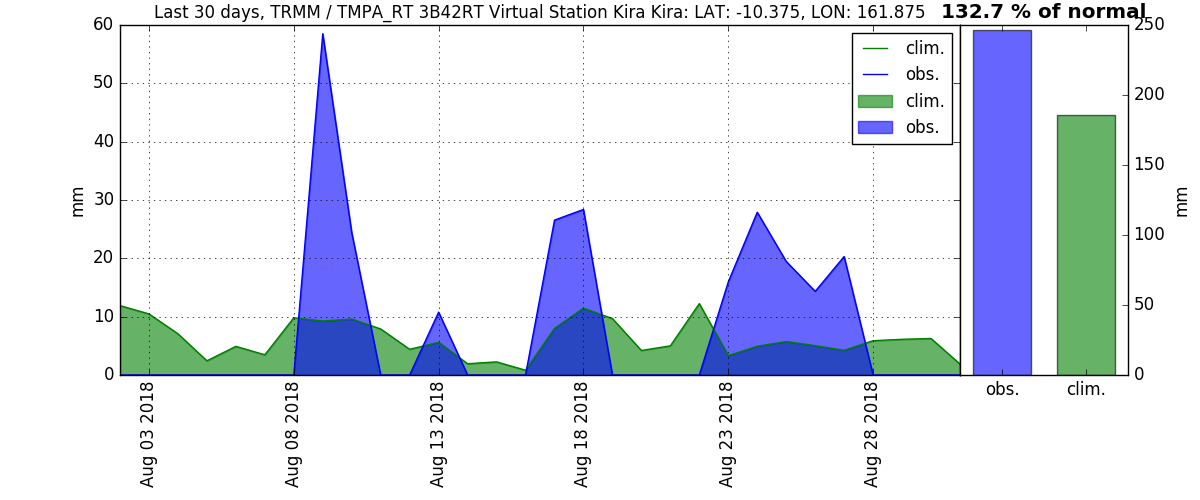 Last 30 days, TRMM / TMPA_RT 3B42RT Virtual Station Kira Kira: LAT: -10.375, LON: 161.875
132.7 % of normal
60
50
40
30
20
10
0
mm
clim.
obs.
clim.
obs.
Aug 03 2018
Aug 08 2018
Aug 13 2018
Aug 18 2018
Aug 23 2018
Aug 28 2018
250
200
150
100
50
0
mm
obs.
clim.